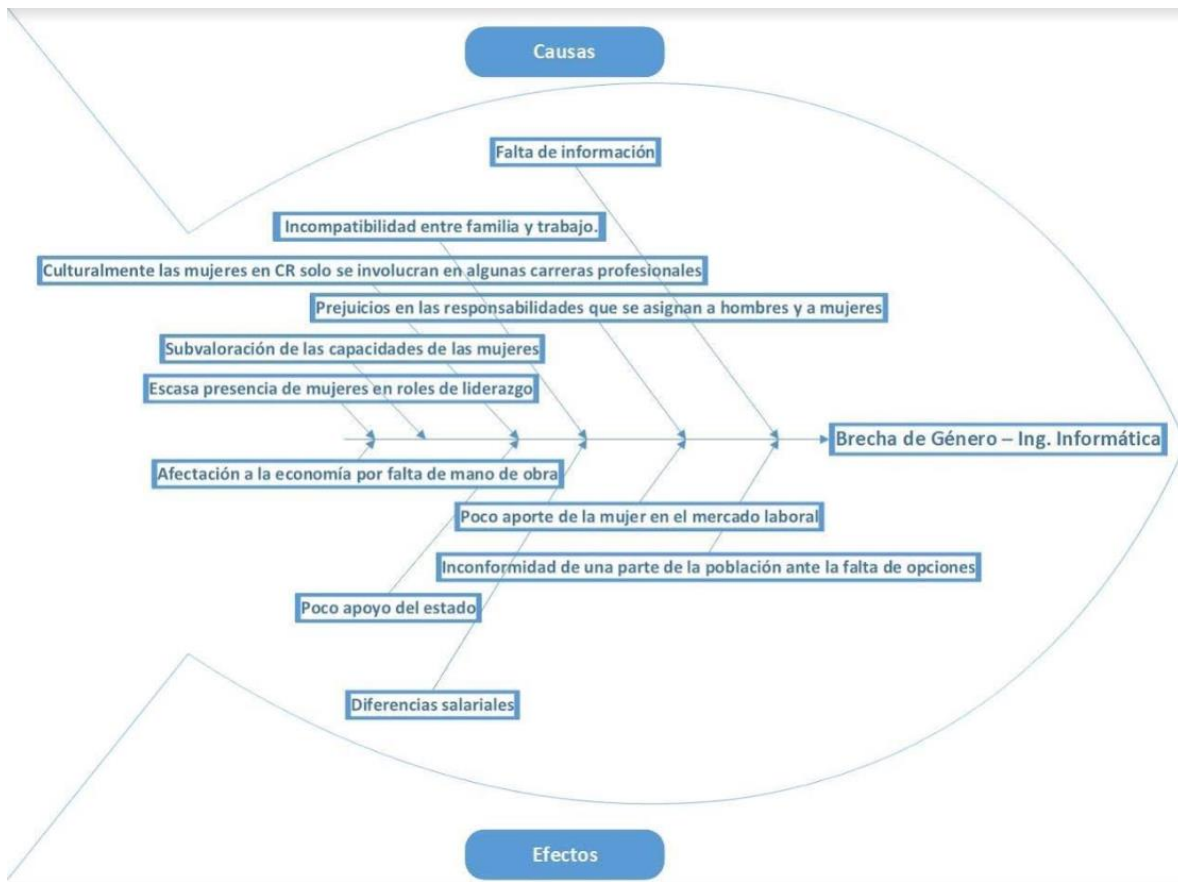 Causas
Falta de información
Incompatibilidad entre familia y trabajo.
Culturalmente las mujeres en CR solo se involucran en algunas carreras profesionales
Prejuicios en las responsabilidades que se asignan a hombres y a mujeres
Subvaloración de las capacidades de las mujeres
Escasa presencia de mujeres en roles de liderazgo
Brecha de Género – Ing. Informática
Afectación a la economía por falta de mano de obra
Poco aporte de la mujer en el mercado laboral
Inconformidad de una parte de la población ante la falta de opciones
Poco apoyo del estado
Diferencias salariales
Efectos